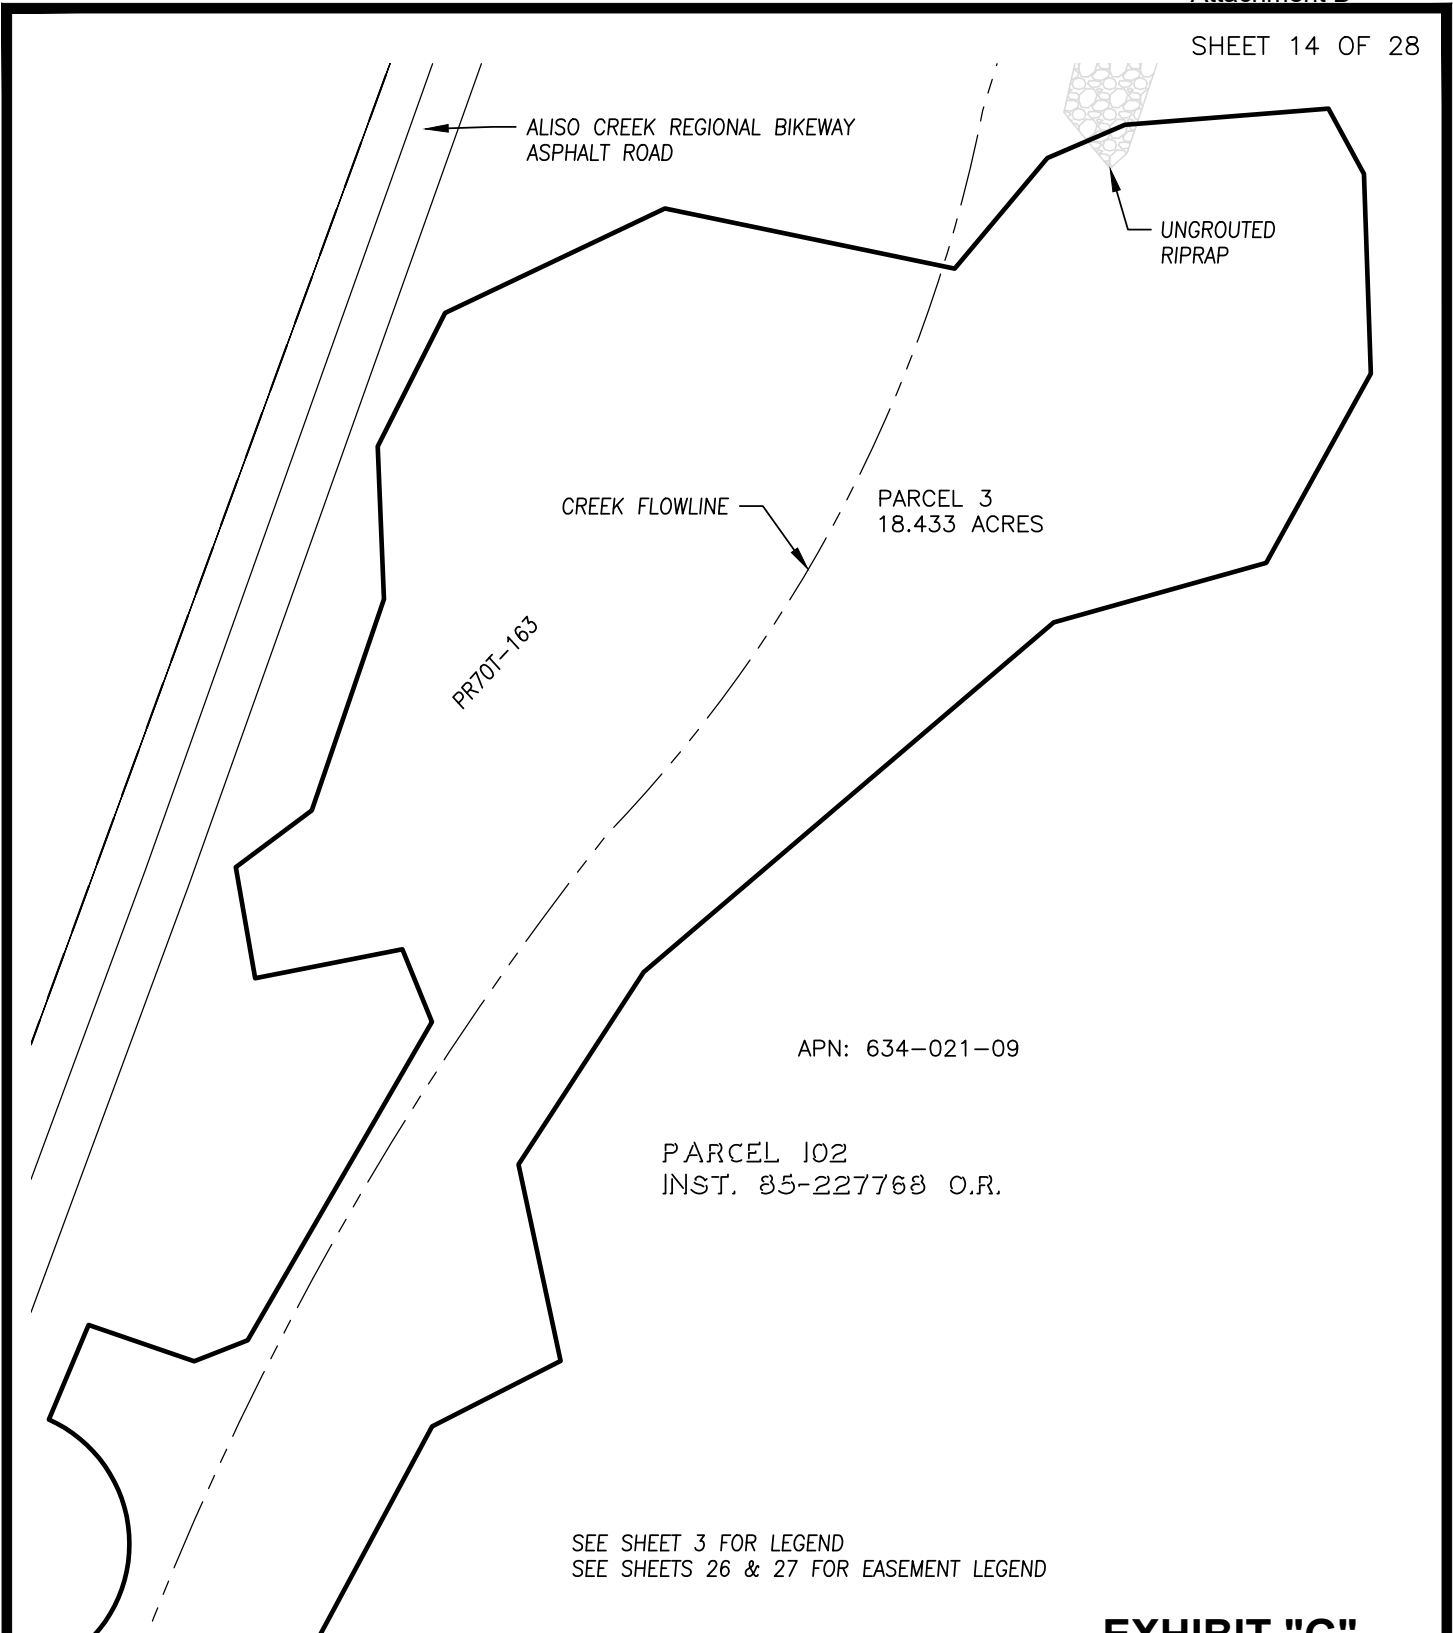 Attachment B
SHEET 14 OF 28
ALISO CREEK REGIONAL BIKEWAY
ASPHALT ROAD
UNGROUTED
RIPRAP
CREEK FLOWLINE
PARCEL 3
18.433 ACRES
PR70T-163
APN: 634-021-09
PARCEL 102
INST. 85-227768 O.R.
SEE SHEET 3 FOR LEGEND
SEE SHEETS 26 & 27 FOR EASEMENT LEGEND